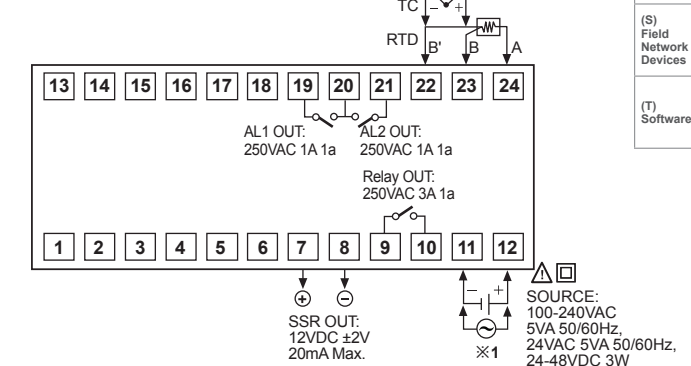 TC
− +
RTD
B' B A
(S)
Field
Network
Devices
(T)
Software
13 14 15 16 17 18 19 20 21 22 23 24
AL1 OUT:
250VAC 1A 1a
AL2 OUT:
250VAC 1A 1a
Relay OUT:
250VAC 3A 1a
1 2 3 4 5 6 7 8 9 10 11 12
+ −
SSR OUT:
12VDC ±2V
20mA Max.
− +
※1
SOURCE:
100-240VAC
5VA 50/60Hz,
24VAC 5VA 50/60Hz,
24-48VDC 3W